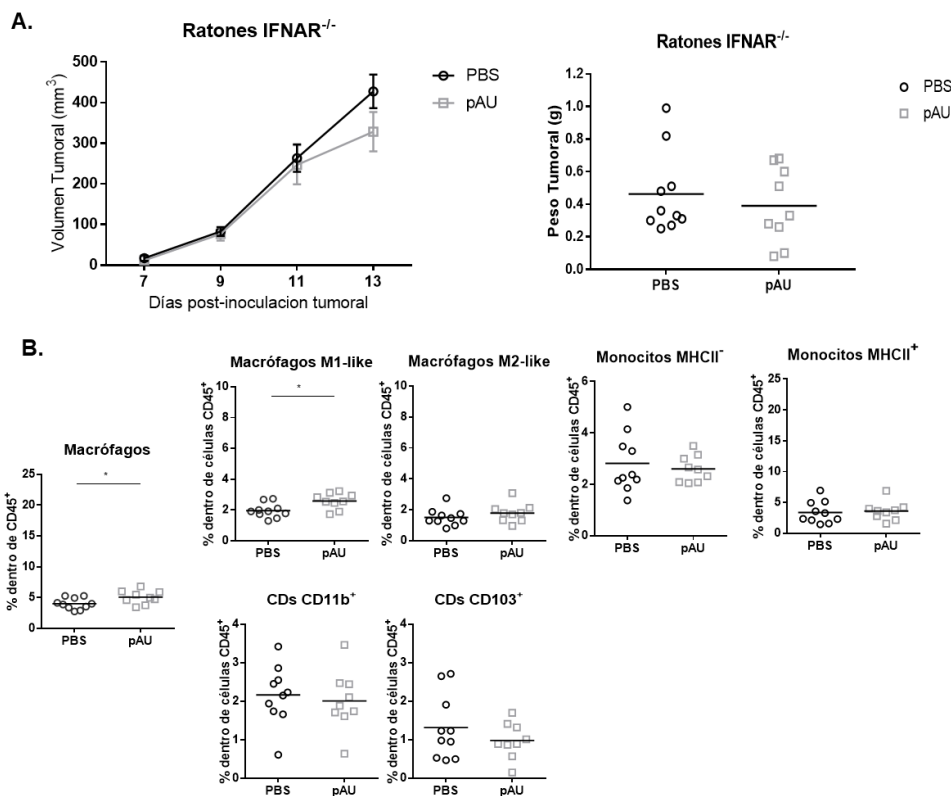 A.
Ratones IFNAR-/-
Volumen Tumoral (mm3)
500
400
300
200
100
0
7
9
11
13
Días post-inoculacion tumoral
PBS
pAU
Ratones IFNAR-/-
Peso Tumoral (g)
1.2
1.0
0.8
0.6
0.4
0.2
0.0
PBS
pAU
PBS
pAU
B.
Macrófagos
% dentro de CD45+
25
20
15
10
5
0
*
PBS
pAU
Macrófagos M1-like
% dentro de células CD45+
10
8
6
4
2
0
*
PBS
pAU
Macrófagos M2-like
% dentro de células CD45+
10
8
6
4
2
0
PBS
pAU
Monocitos MHCII-
% dentro de células CD45+
6
4
2
0
PBS
pAU
Monocitos MHCII+
% dentro de células CD45+
25
20
15
10
5
0
PBS
pAU
CDs CD11b+
% dentro de células CD45+
4
3
2
1
0
PBS
pAU
CDs CD103+
% dentro de células CD45+
4
3
2
1
0
PBS
pAU